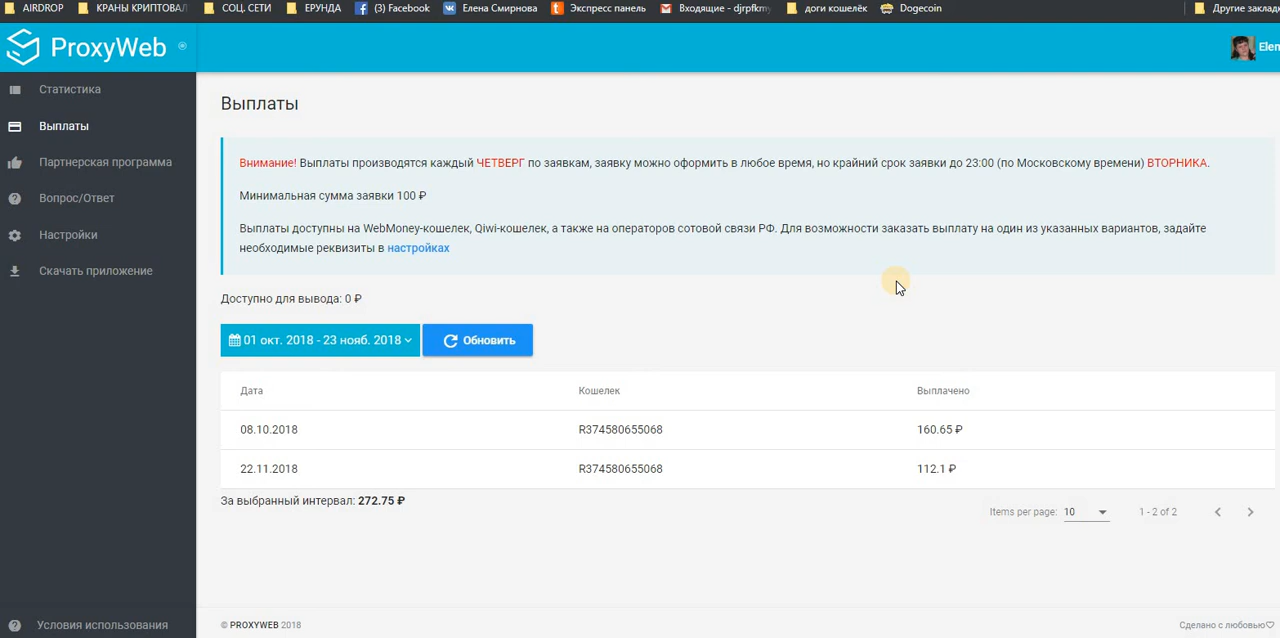 AIRDROP КРАНЫ КРИПТОВАЛ СОЦ. СЕТИ ЕРУНДА (3) Facebook Елена Смирнова Экспресс панель Входящие - djrpfkm доги кошелёк Dogecoin Другие заклад
ProxyWeb ®
Elen
Статистика
Выплаты
Партнерская программа
Вопрос/Ответ
Настройки
Скачать приложение
Условия использования
Выплаты
Внимание! Выплаты производятся каждый ЧЕТВЕРГ по заявкам, заявку можно оформить в любое время, но крайний срок заявки до 23:00 (по Московскому времени) ВТОРНИКА.
Минимальная сумма заявки 100 ₽
Выплаты доступны на WebMoney-кошелек, Qiwi-кошелек, а также на операторов сотовой связи РФ. Для возможности заказать выплату на один из указанных вариантов, задайте
необходимые реквизиты в настройках
Доступно для вывода: 0 ₽
01 окт. 2018 - 23 нояб. 2018 Обновить
Дата Кошелек Выплачено
08.10.2018 R374580655068 160.65 ₽
22.11.2018 R374580655068 112.1 ₽
За выбранный интервал: 272.75 ₽
Items per page: 10 1 - 2 of 2
© PROXYWEB 2018 Сделано с любовью♡